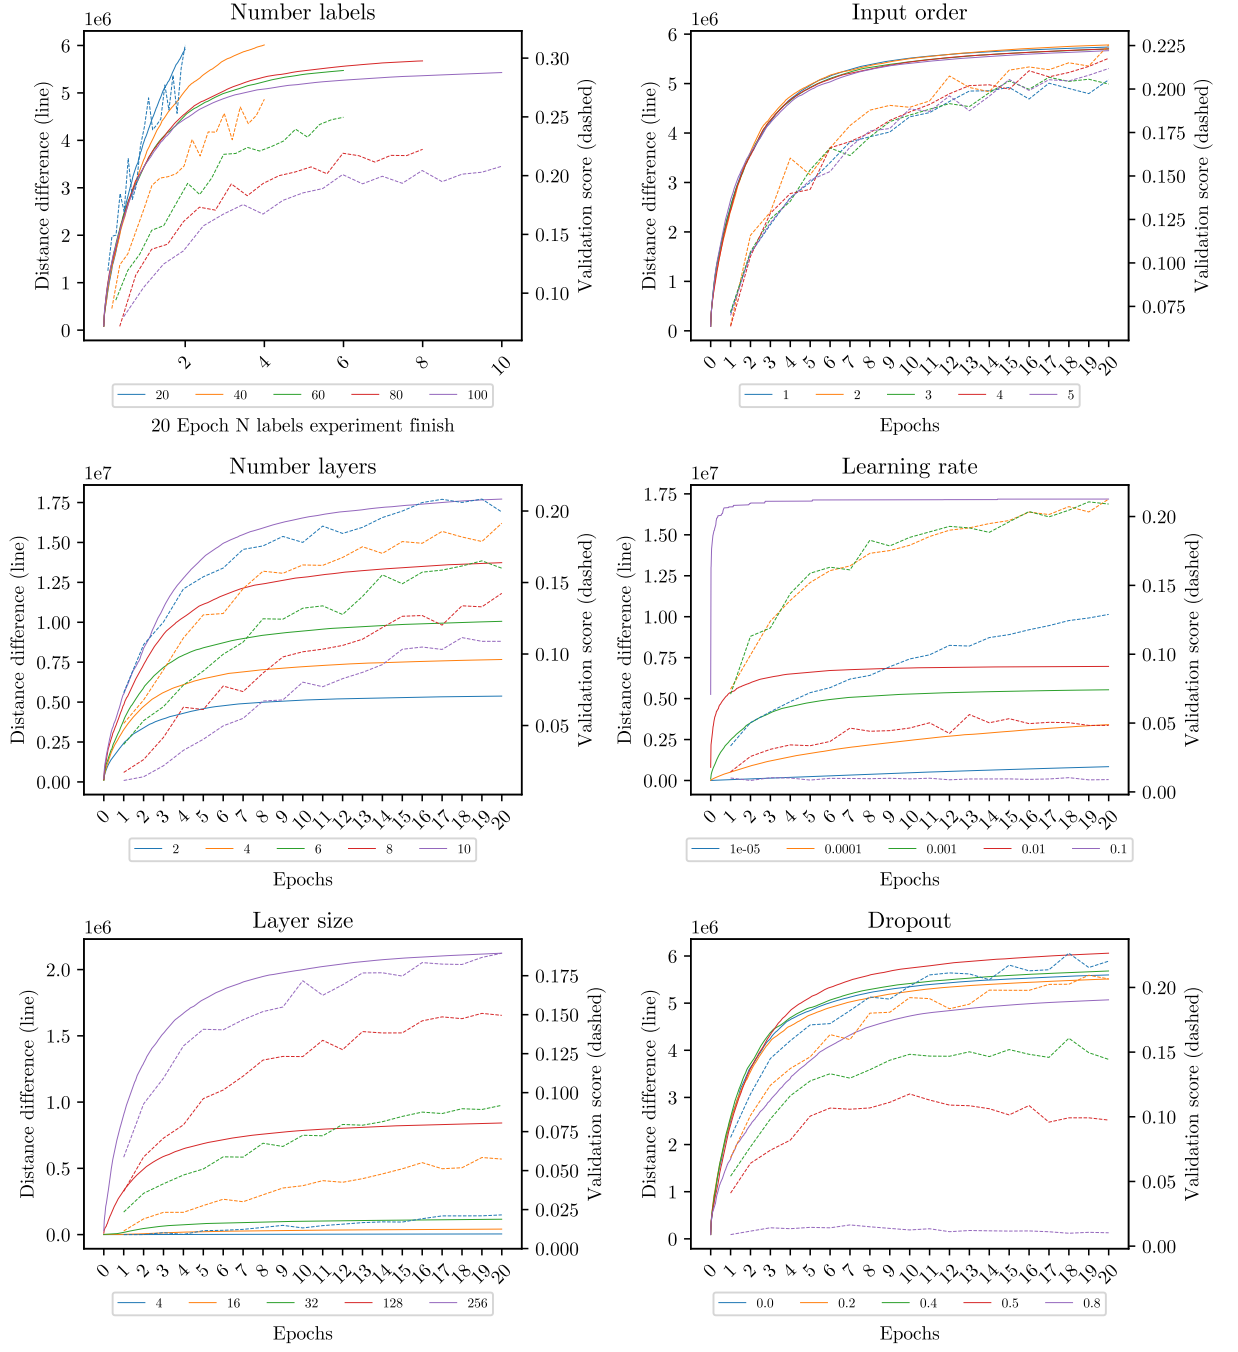 Number labels
1e6
Distance difference (line)
6
5
4
3
2
1
0
0.30
0.25
0.20
0.15
0.10
Validation score (dashed)
2 4 6 8 10
20 40 60 80 100
20 Epoch N labels experiment finish
Input order
1e6
Distance difference (line)
6
5
4
3
2
1
0
0.225
0.200
0.175
0.150
0.125
0.100
0.075
Validation score (dashed)
0 1 2 3 4 5 6 7 8 9 10 11 12 13 14 15 16 17 18 19 20
1 2 3 4 5
Epochs
Number layers
1e7
Distance difference (line)
1.75
1.50
1.25
1.00
0.75
0.50
0.25
0.00
0.20
0.15
0.10
0.05
Validation score (dashed)
0 1 2 3 4 5 6 7 8 9 10 11 12 13 14 15 16 17 18 19 20
2 4 6 8 10
Epochs
Learning rate
1e7
Distance difference (line)
1.75
1.50
1.25
1.00
0.75
0.50
0.25
0.00
0.20
0.15
0.10
0.05
0.00
Validation score (dashed)
0 1 2 3 4 5 6 7 8 9 10 11 12 13 14 15 16 17 18 19 20
1e-05 0.0001 0.001 0.01 0.1
Epochs
Layer size
1e6
Distance difference (line)
2.0
1.5
1.0
0.5
0.0
0.175
0.150
0.125
0.100
0.075
0.050
0.025
0.000
Validation score (dashed)
0 1 2 3 4 5 6 7 8 9 10 11 12 13 14 15 16 17 18 19 20
4 16 32 128 256
Epochs
Dropout
1e6
Distance difference (line)
6
5
4
3
2
1
0
0.20
0.15
0.10
0.05
0.00
Validation score (dashed)
0 1 2 3 4 5 6 7 8 9 10 11 12 13 14 15 16 17 18 19 20
0.0 0.2 0.4 0.5 0.8
Epochs